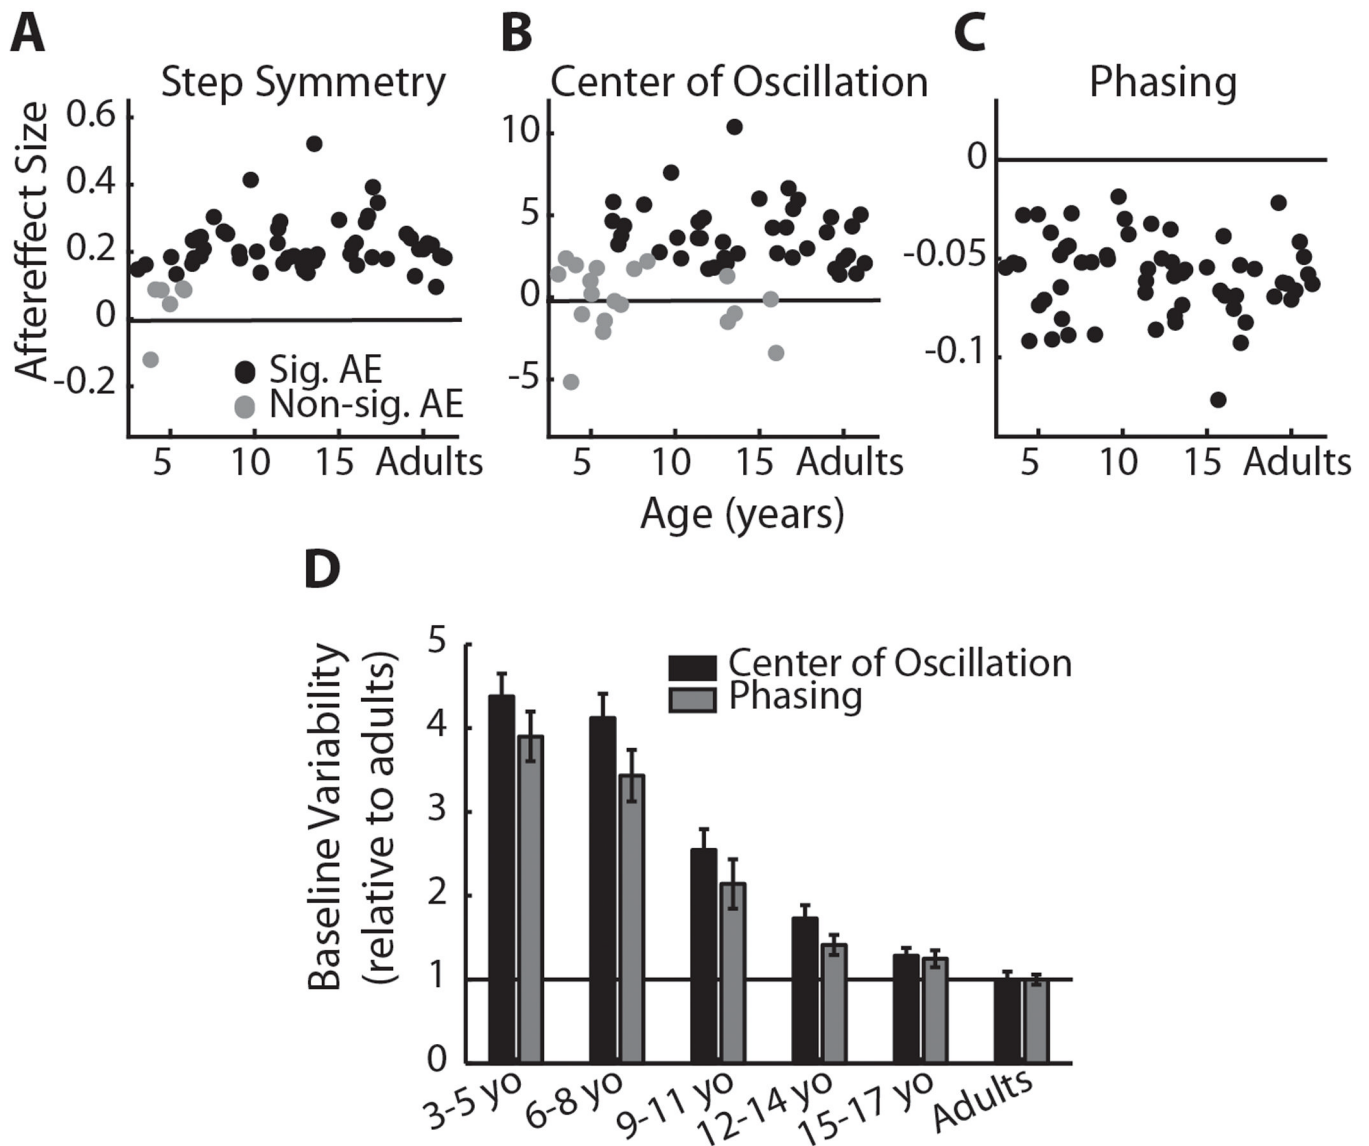 A
B
C
Step Symmetry
Center of Oscillation
Phasing
Aftereffect Size
0.6
0.4
0.2
0
-0.2
Sig. AE
Non-sig. AE
5 10 15 Adults
10
5
0
-5
5 10 15 Adults
0
-0.05
-0.1
5 10 15 Adults
Age (years)
D
Baseline Variability
(relative to adults)
5
4
3
2
1
0
Center of Oscillation
Phasing
3-5 yo
6-8 yo
9-11 yo
12-14 yo
15-17 yo
Adults